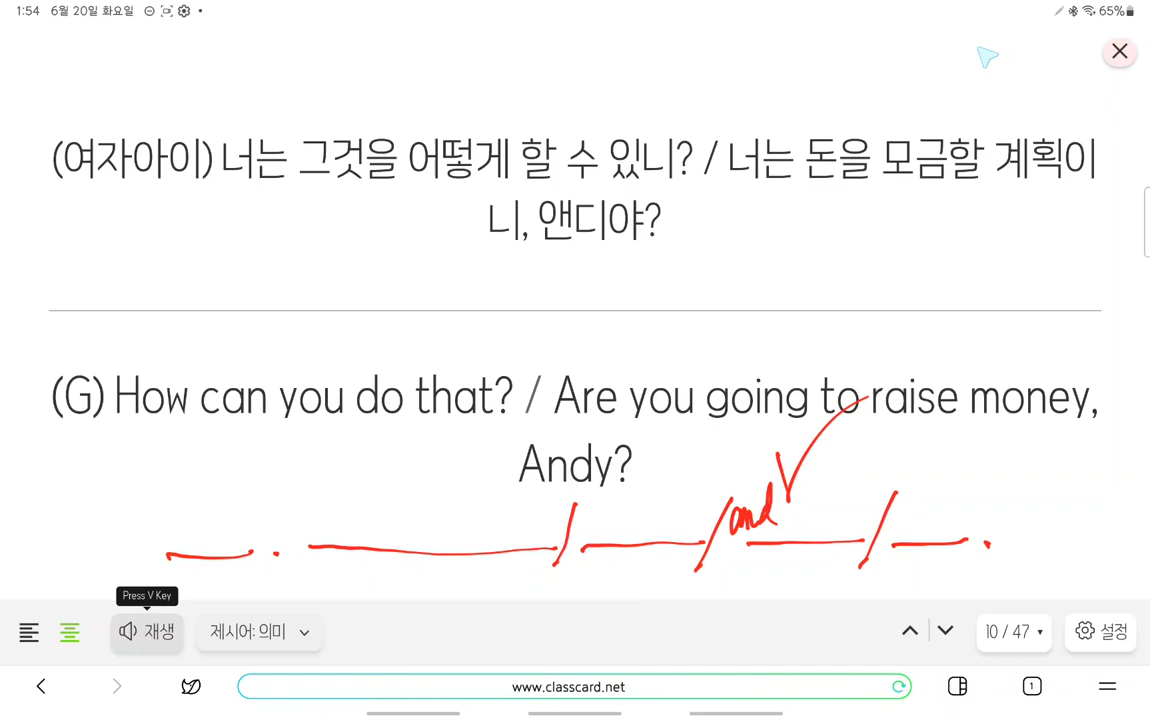 1:54 6월 20일 화요일 65%
(여자아이) 너는 그것을 어떻게 할 수 있니? / 너는 돈을 모금할 계획이
니, 앤디야?
(G) How can you do that? / Are you going to raise money,
Andy?
and
Press V Key
재생 제시어: 의미 10 / 47 설정
www.classcard.net 1